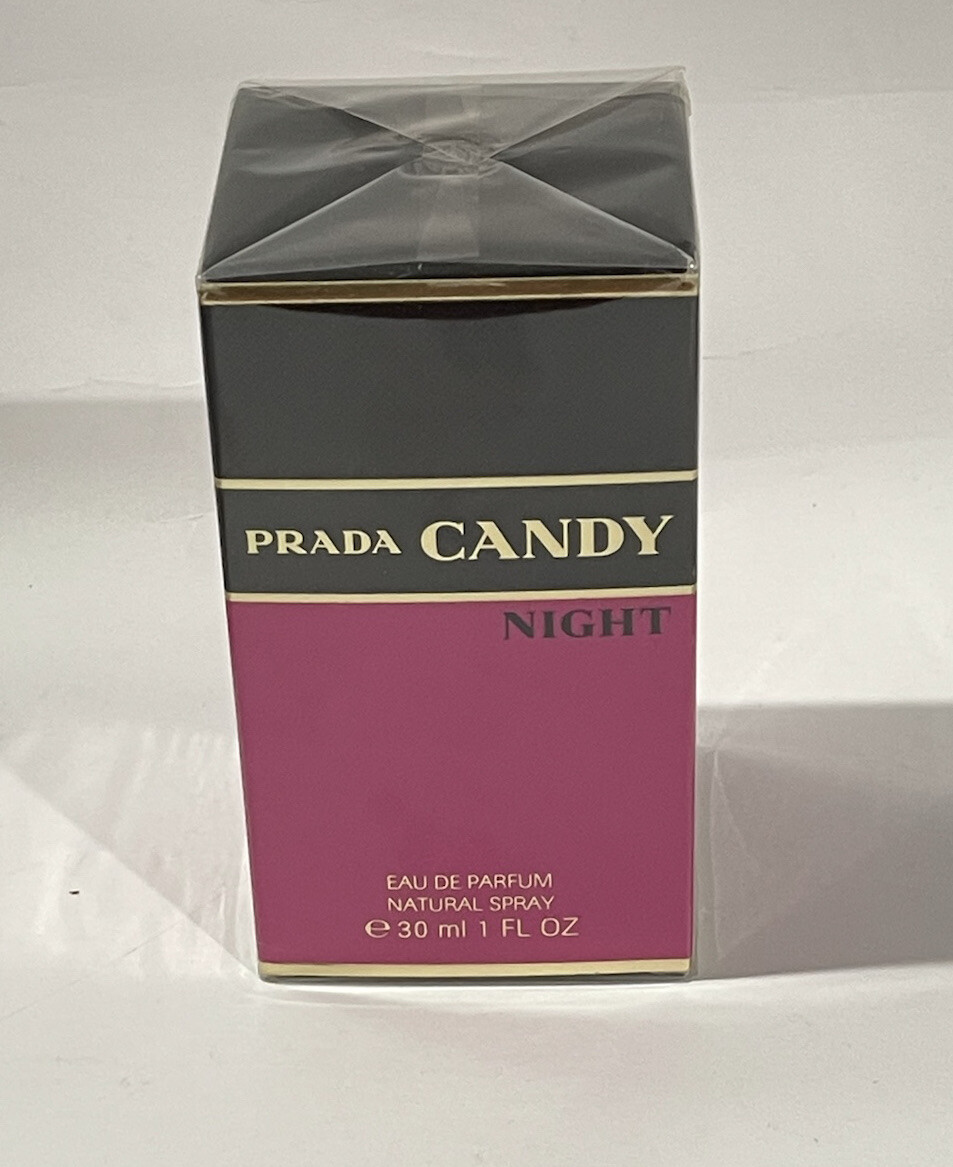 PRADA CANDY
NIGHT
EAU DE PARFUM
NATURAL SPRAY
℮ 30 ml 1 FL OZ